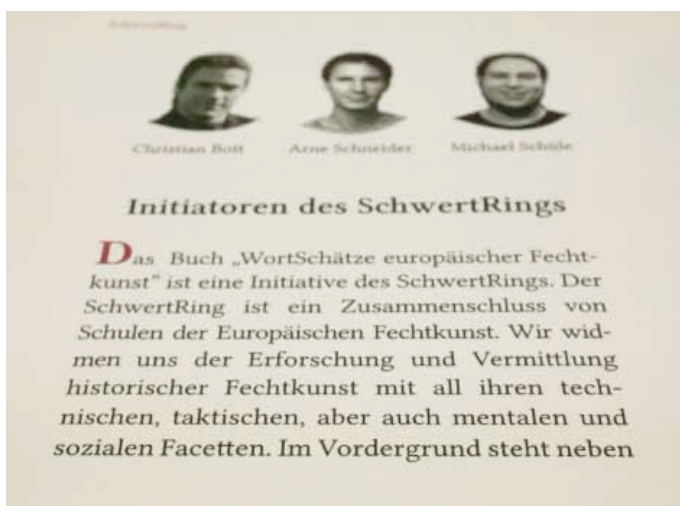 SchwertRing
Christian Bott Arne Schneider Michael Schüle
Initiatoren des SchwertRings
Das Buch „WortSchätze europäischer Fecht-
kunst" ist eine Initiative des SchwertRings. Der
SchwertRing ist ein Zusammenschluss von
Schulen der Europäischen Fechtkunst. Wir wid-
men uns der Erforschung und Vermittlung
historischer Fechtkunst mit all ihren tech-
nischen, taktischen, aber auch mentalen und
sozialen Facetten. Im Vordergrund steht neben